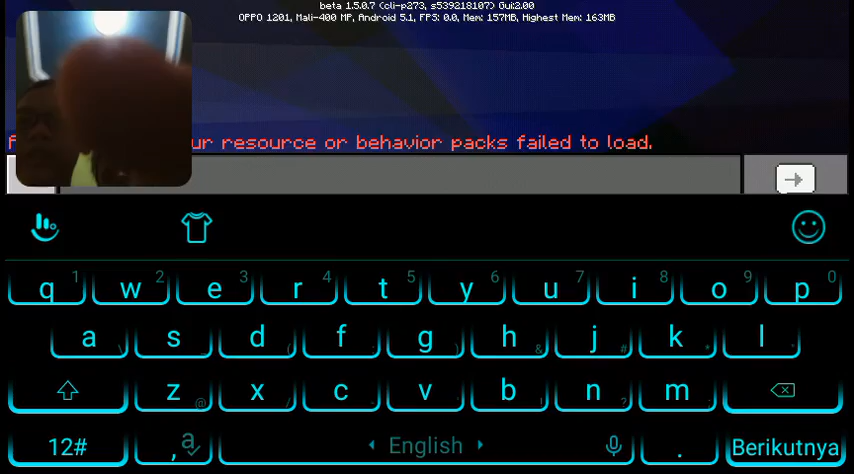 beta 1.5.0.7 (cli-p273, s539218107) Gui:2.00
OPPO 1201, Mali-400 MP, Android 5.1, FPS: 0.0, Mem: 157MB, Highest Mem: 163MB
resource or behavior packs failed to load.
q 1 w 2 e 3 r 4 t 5 y 6 u 7 i 8 o 9 p 0
a \ s _ d ( f g ) h & j # k * l
z @ x / c v b ! n ? m
12# , a English .  Berikutnya